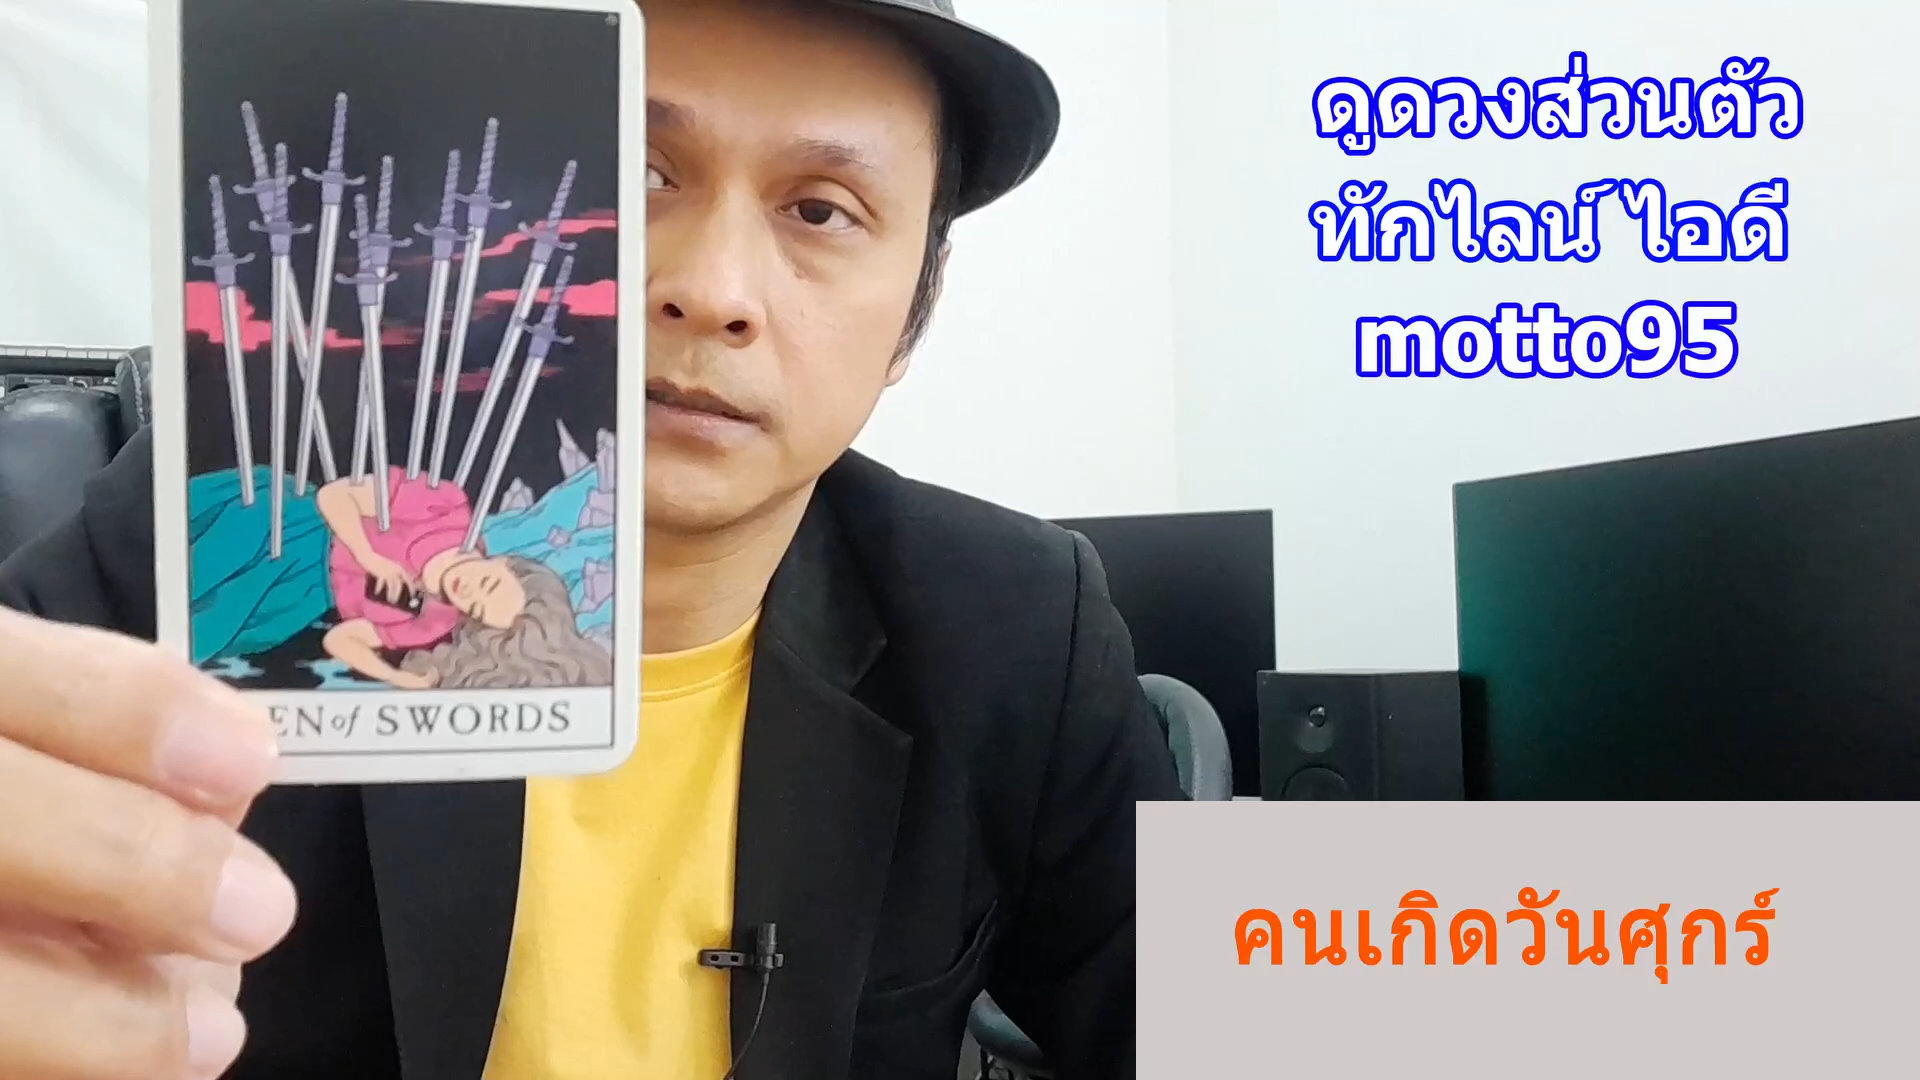 ดูดวงส่วนตัว
ทักไลน์ ไอดี
motto95
EN of SWORDS
คนเกิดวันศุกร์